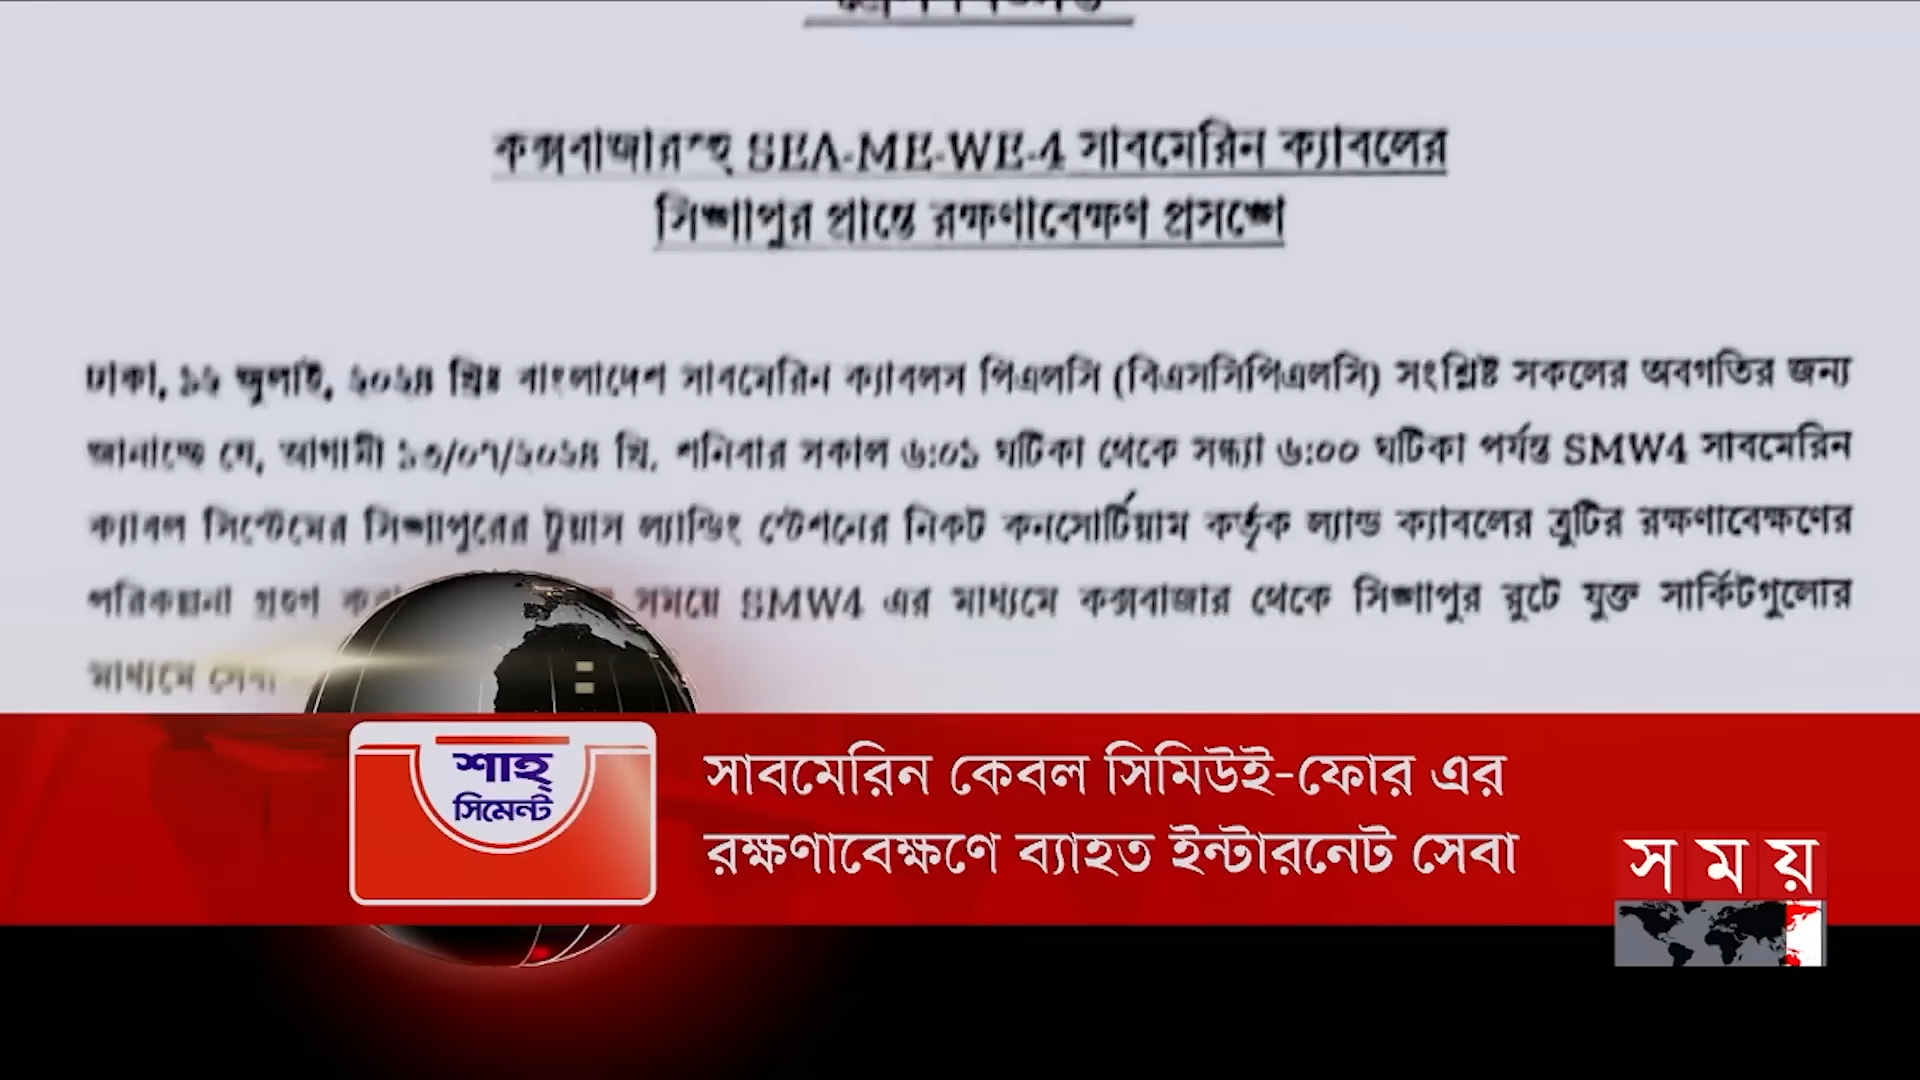 কক্সবাজারস্থ SEA-ME-WE-4 সাবমেরিন ক্যাবলের
সিঙ্গাপুর প্রান্তে রক্ষণাবেক্ষণ প্রসঙ্গে
ঢাকা, জুলাই, ২০২৪ খ্রিঃ বাংলাদেশ সাবমেরিন ক্যাবলস পিএলসি (বিএসসিপিএলসি) সংশ্লিষ্ট সকলের অবগতির জন্য
জানাচ্ছে যে, আগামী ১৩/০৭/২০২৪ খ্রি. শনিবার সকাল ৬:০১ ঘটিকা থেকে সন্ধ্যা ৬:০০ ঘটিকা পর্যন্ত SMW4 সাবমেরিন
ক্যাবল সিস্টেমের সিঙ্গাপুরের টুয়াস ল্যান্ডিং স্টেশনের নিকট কনসোর্টিয়াম কর্তৃক ল্যান্ড ক্যাবলের ত্রুটির রক্ষণাবেক্ষণের
পরিকল্পনা গ্রহণ সময়ে SMW4 এর মাধ্যমে কক্সবাজার থেকে সিঙ্গাপুর রুটে যুক্ত সার্কিটগুলোর
মাধ্যমে সেবা
শাহ্
সিমেন্ট
সাবমেরিন কেবল সিমিউই-ফোর এর
রক্ষণাবেক্ষণে ব্যাহত ইন্টারনেট সেবা
সময়